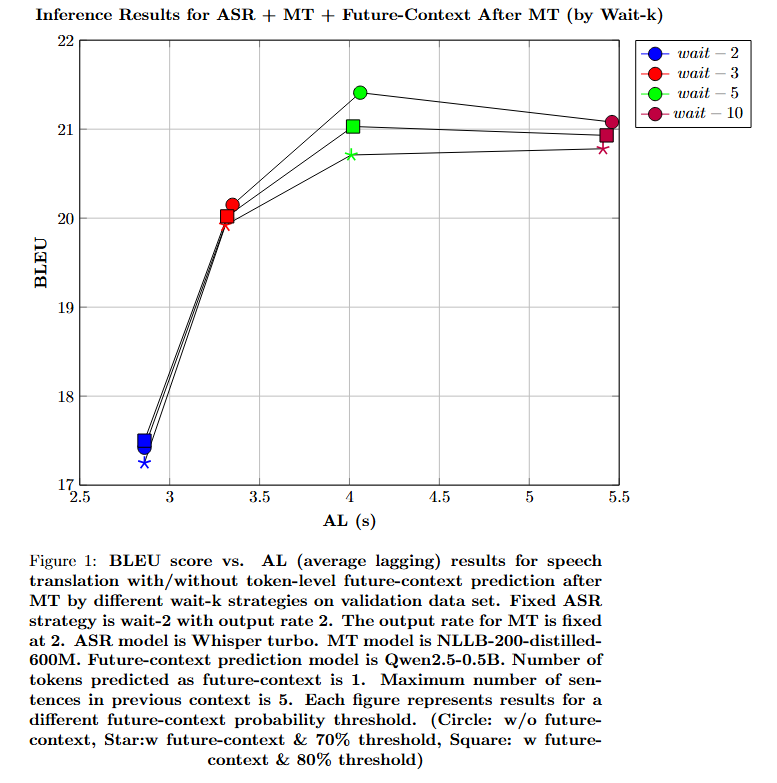 Inference Results for ASR + MT + Future-Context After MT (by Wait-k)
22
21
20
19
18
17
BLEU
2.5 3 3.5 4 4.5 5 5.5
AL (s)
wait − 2
wait − 3
wait − 5
wait − 10
Figure 1: BLEU score vs. AL (average lagging) results for speech
translation with/without token-level future-context prediction after
MT by different wait-k strategies on validation data set. Fixed ASR
strategy is wait-2 with output rate 2. The output rate for MT is fixed
at 2. ASR model is Whisper turbo. MT model is NLLB-200-distilled-
600M. Future-context prediction model is Qwen2.5-0.5B. Number of
tokens predicted as future-context is 1. Maximum number of sen-
tences in previous context is 5. Each figure represents results for a
different future-context probability threshold. (Circle: w/o future-
context, Star:w future-context & 70% threshold, Square: w future-
context & 80% threshold)